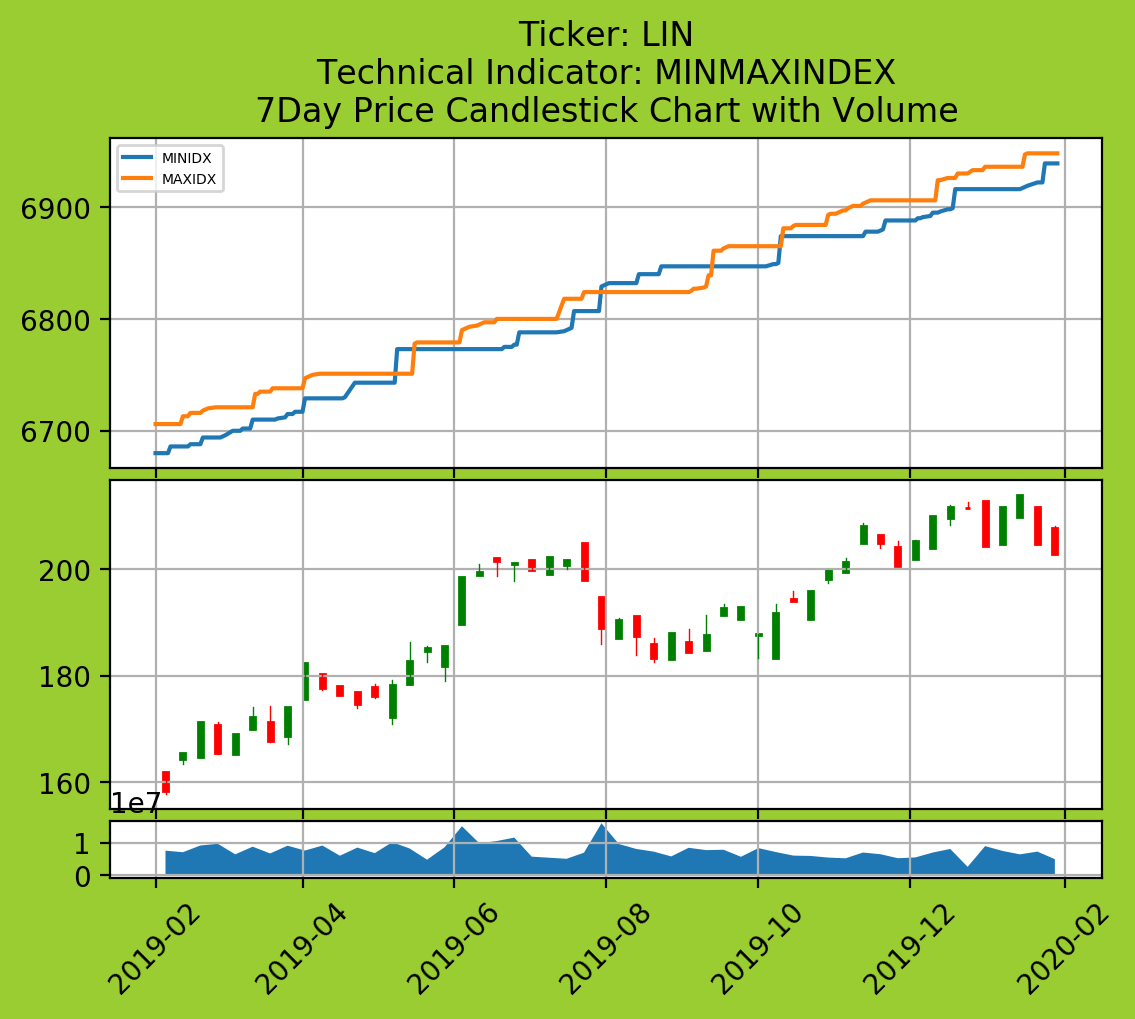 Ticker: LIN
Technical Indicator: MINMAXINDEX
7Day Price Candlestick Chart with Volume
MINIDX
MAXIDX
6900
6800
6700
200
180
160
1e7
1
0
2019-02
2019-04
2019-06
2019-08
2019-10
2019-12
2020-02